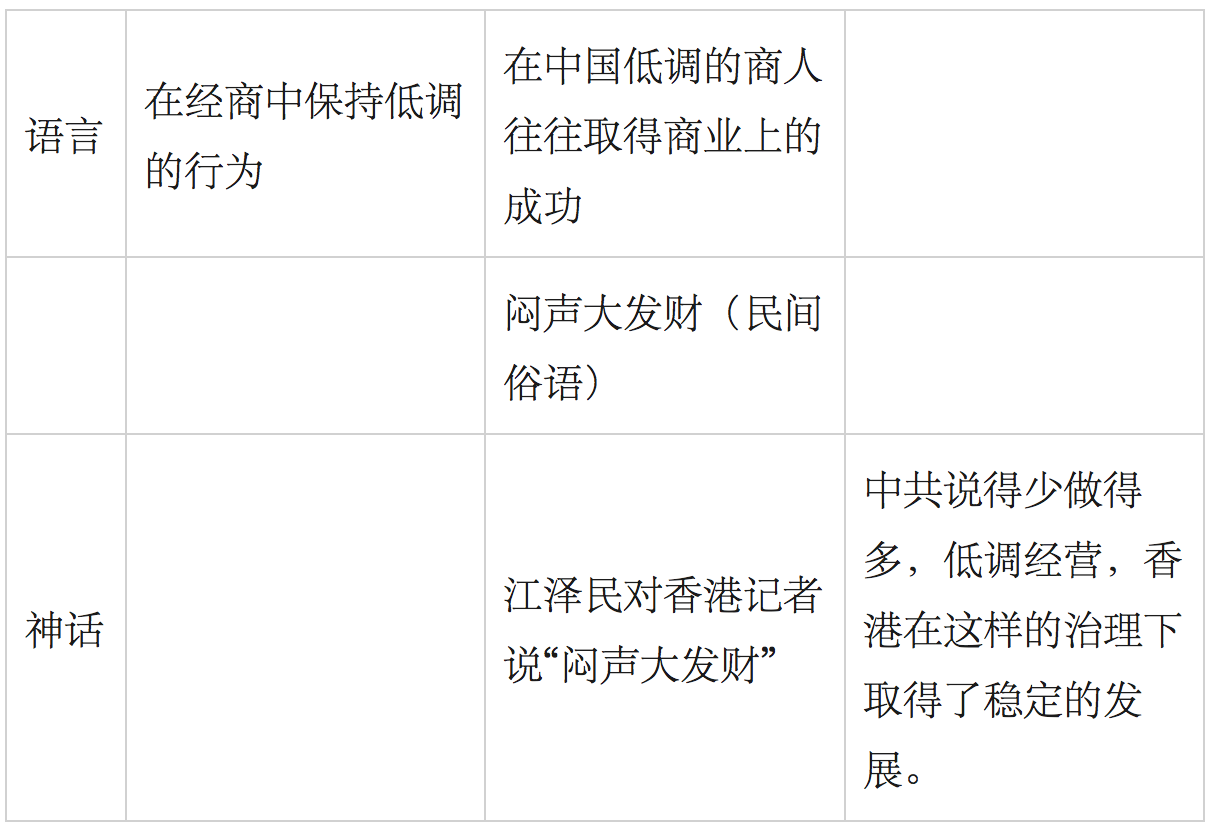 语言
在经商中保持低调
的行为
在中国低调的商人
往往取得商业上的
成功
闷声大发财（民间
俗语）
神话
江泽民对香港记者
说“闷声大发财”
中共说得少做得
多，低调经营，香
港在这样的治理下
取得了稳定的发
展。